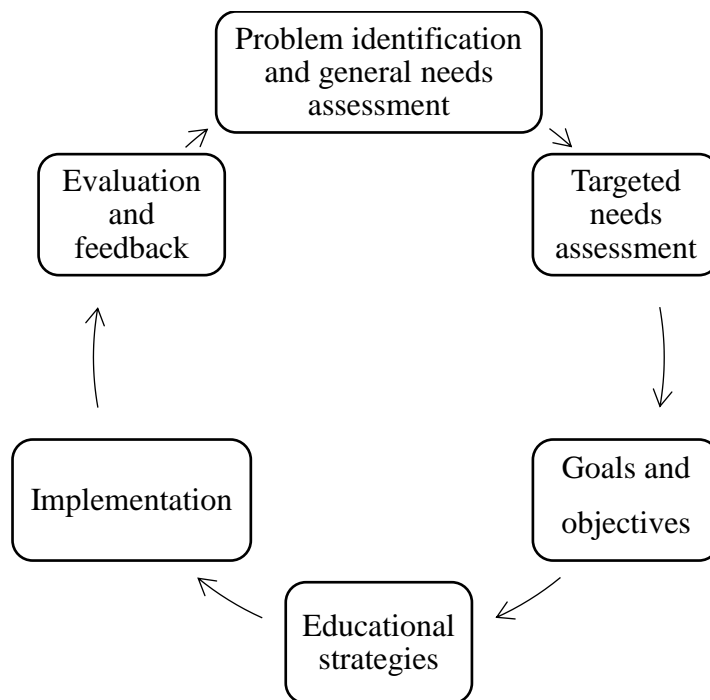 Problem identification
and general needs
assessment
Targeted
needs
assessment
Goals and
objectives
Educational
strategies
Implementation
Evaluation
and
feedback